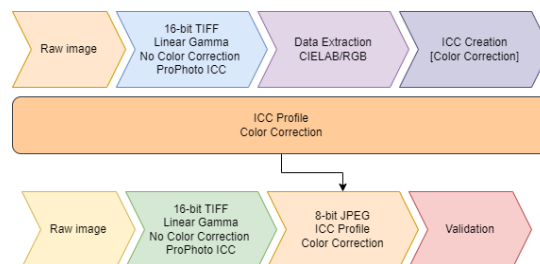 Raw image
16-bit TIFF
Linear Gamma
No Color Correction
ProPhoto ICC
Data Extraction
CIELAB/RGB
ICC Creation
[Color Correction]
ICC Profile
Color Correction
Raw image
16-bit TIFF
Linear Gamma
No Color Correction
ProPhoto ICC
8-bit JPEG
ICC Profile
Color Correction
Validation